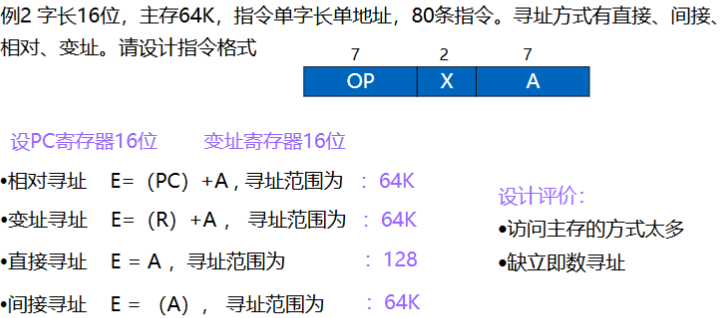 例2 字长16位，主存64K，指令单字长单地址，80条指令。寻址方式有直接、间接、
相对、变址。请设计指令格式
7 2 7
OP X A
设PC寄存器16位 变址寄存器16位
•相对寻址 E=（PC）+A , 寻址范围为 ：64K
•变址寻址 E=（R）+A ， 寻址范围为 ：64K
•直接寻址 E = A ，寻址范围为 ：128
•间接寻址 E = （A）， 寻址范围为 ：64K
设计评价：
•访问主存的方式太多
•缺立即数寻址